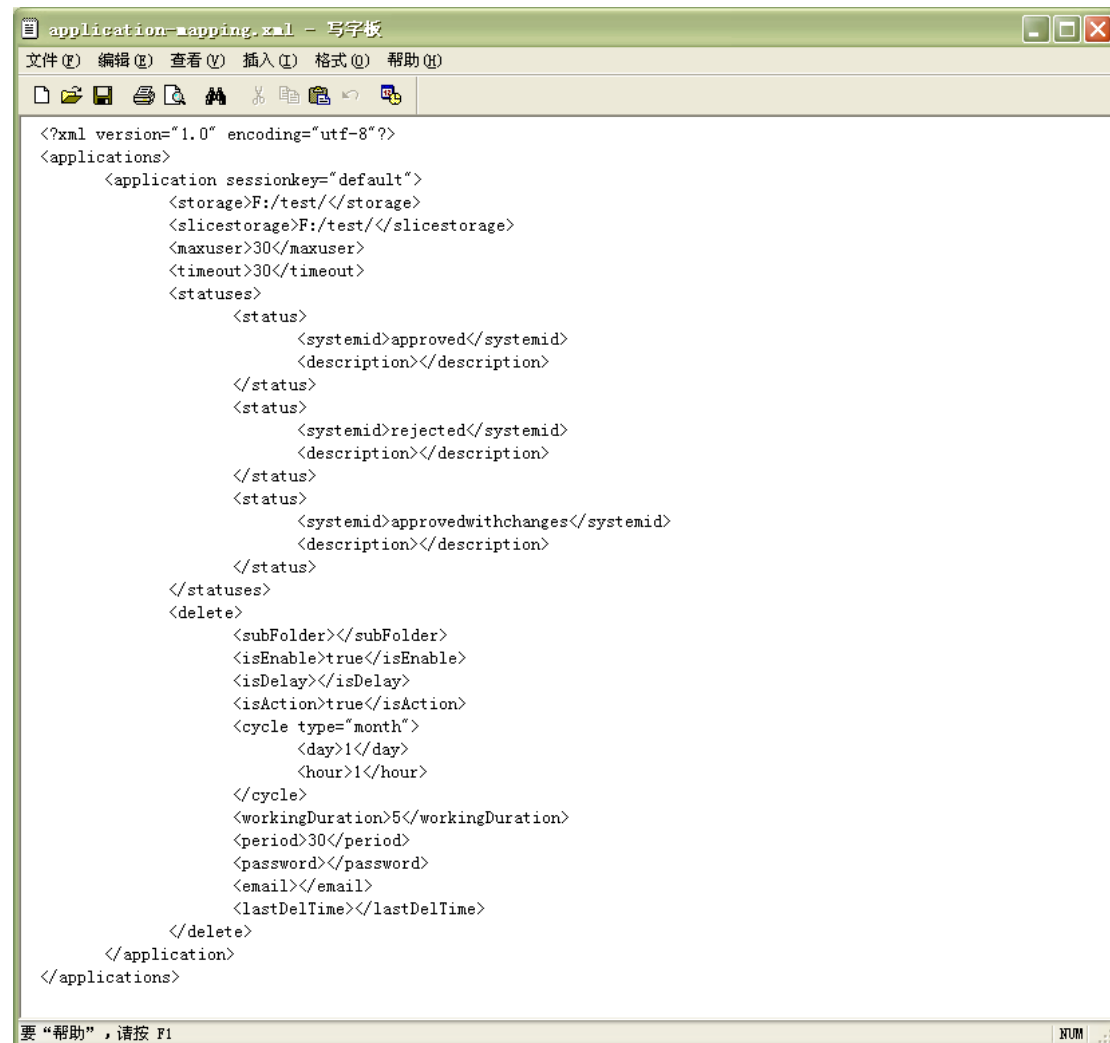 application-mapping.xml - 写字板
文件(F) 编辑(E) 查看(V) 插入(I) 格式(O) 帮助(H)
<?xml version="1.0" encoding="utf-8"?>
<applications>
<application sessionkey="default">
<storage>F:/test/</storage>
<slicestorage>F:/test/</slicestorage>
<maxuser>30</maxuser>
<timeout>30</timeout>
<statuses>
<status>
<systemid>approved</systemid>
<description></description>
</status>
<status>
<systemid>rejected</systemid>
<description></description>
</status>
<status>
<systemid>approvedwithchanges</systemid>
<description></description>
</status>
</statuses>
<delete>
<subFolder></subFolder>
<isEnable>true</isEnable>
<isDelay></isDelay>
<isAction>true</isAction>
<cycle type="month">
<day>1</day>
<hour>1</hour>
</cycle>
<workingDuration>5</workingDuration>
<period>30</period>
<password></password>
<email></email>
<lastDelTime></lastDelTime>
</delete>
</application>
</applications>
要“帮助”，请按 F1
NUM